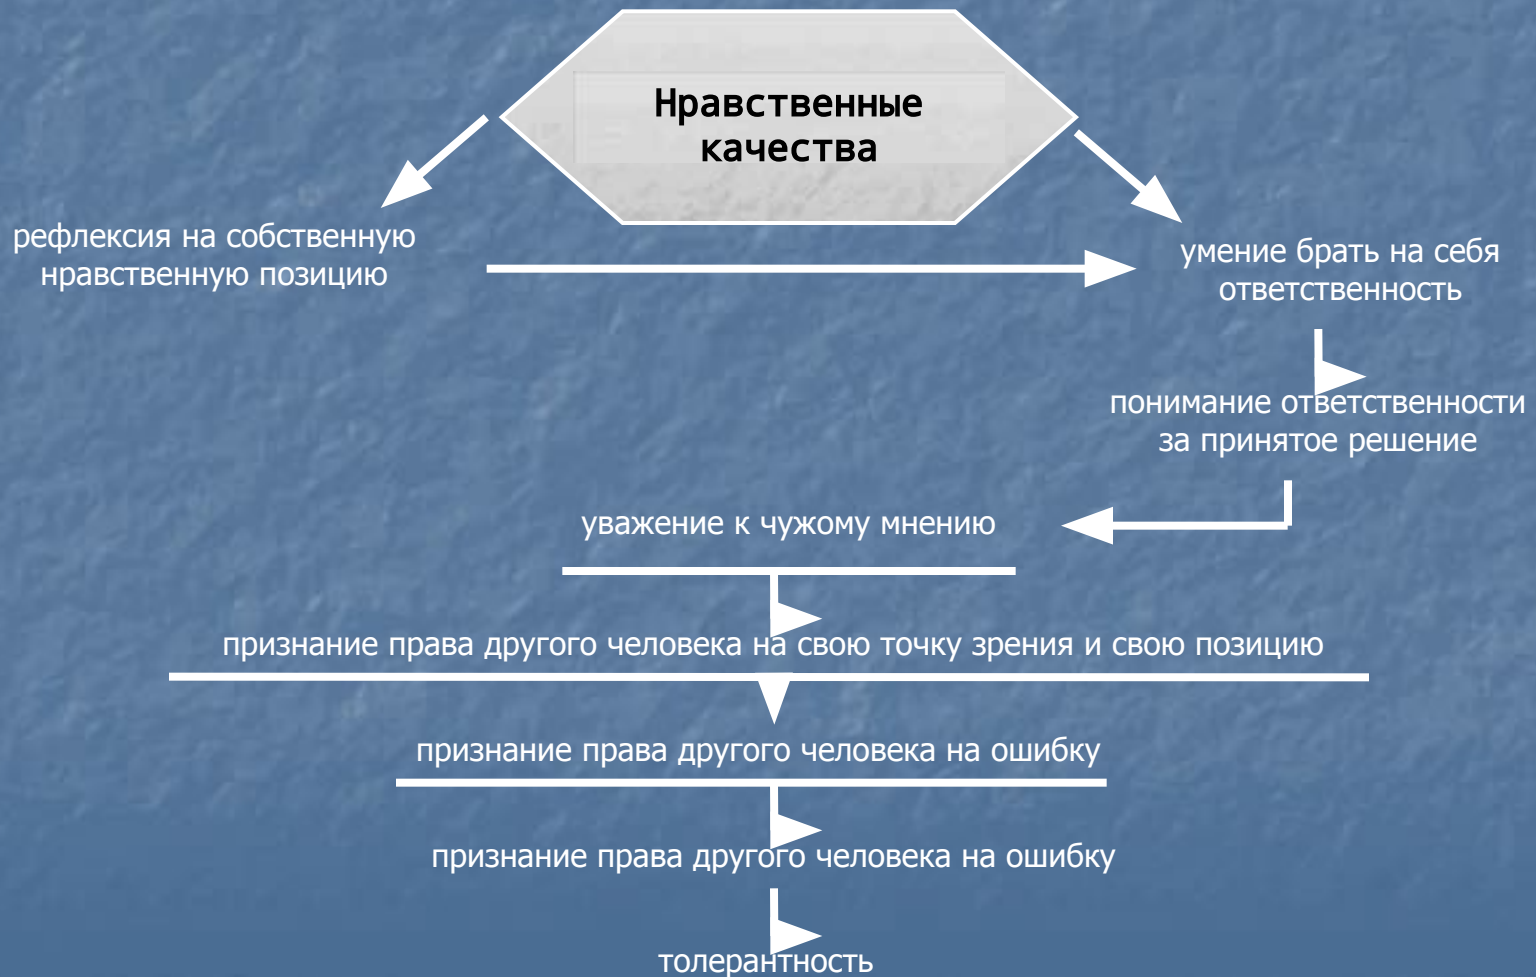 Нравственные
качества
рефлексия на собственную
нравственную позицию
умение брать на себя
ответственность
понимание ответственности
за принятое решение
уважение к чужому мнению
признание права другого человека на свою точку зрения и свою позицию
признание права другого человека на ошибку
признание права другого человека на ошибку
толерантность